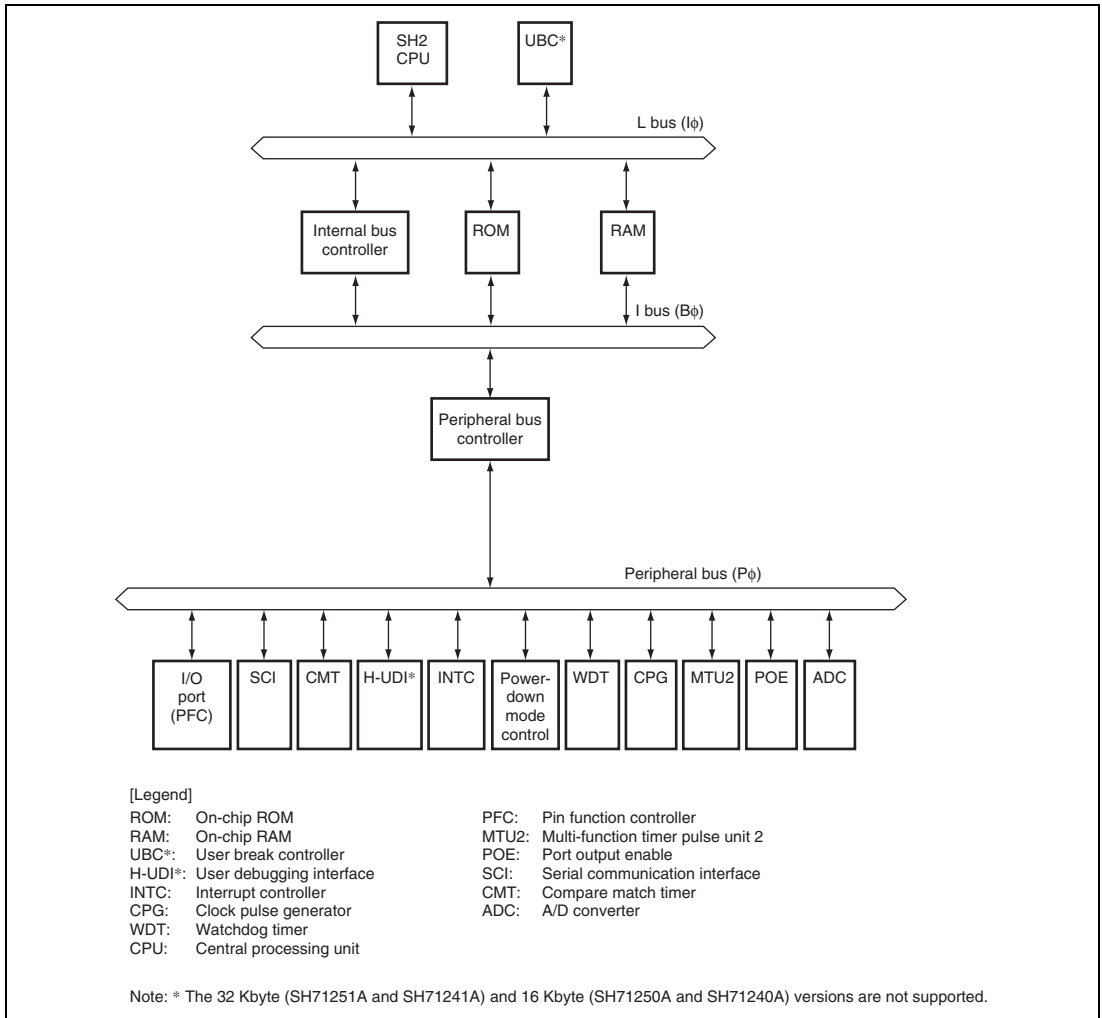 SH2
CPU
UBC*
L bus (Iϕ)
Internal bus
controller
ROM
RAM
I bus (Bϕ)
Peripheral bus
controller
Peripheral bus (Pϕ)
I/O
port
(PFC)
SCI
CMT
H-UDI*
INTC
Power-
down
mode
control
WDT
CPG
MTU2
POE
ADC
[Legend]
ROM: On-chip ROM
RAM: On-chip RAM
UBC*: User break controller
H-UDI*: User debugging interface
INTC: Interrupt controller
CPG: Clock pulse generator
WDT: Watchdog timer
CPU: Central processing unit
PFC: Pin function controller
MTU2: Multi-function timer pulse unit 2
POE: Port output enable
SCI: Serial communication interface
CMT: Compare match timer
ADC: A/D converter
Note: * The 32 Kbyte (SH71251A and SH71241A) and 16 Kbyte (SH71250A and SH71240A) versions are not supported.